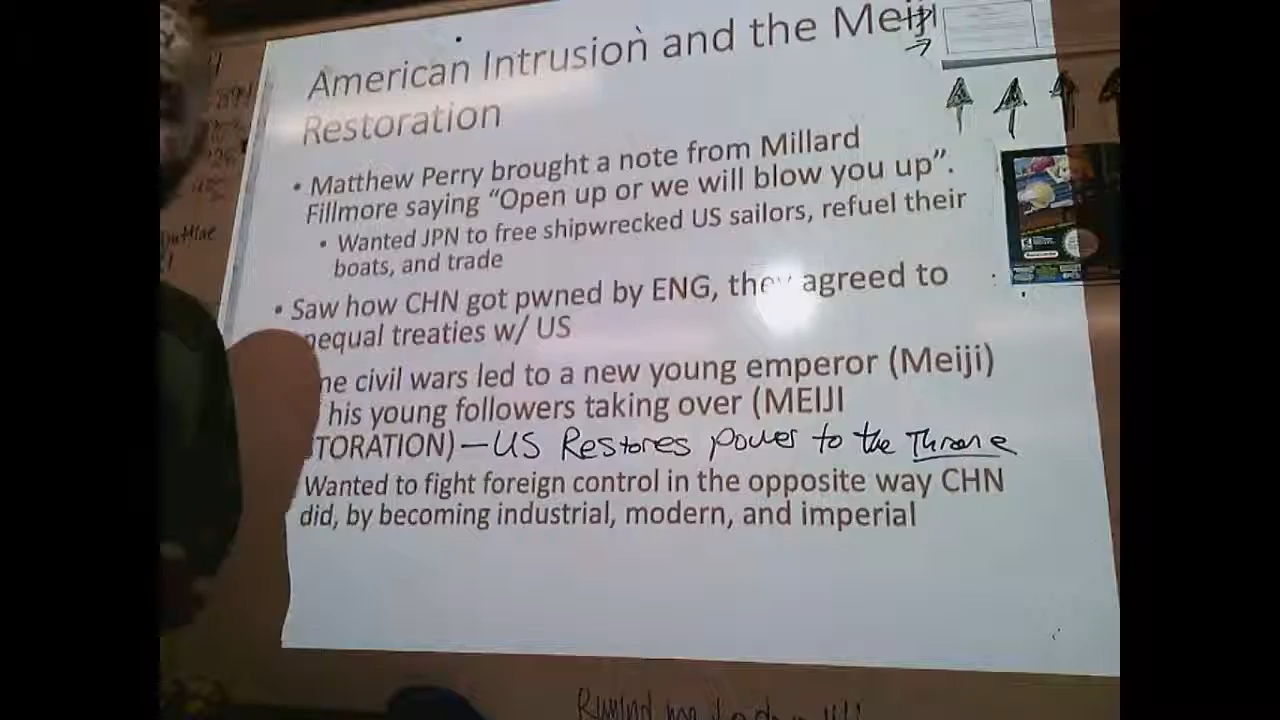 American Intrusion and the Meiji
Restoration
• Matthew Perry brought a note from Millard
Fillmore saying “Open up or we will blow you up”.
• Wanted JPN to free shipwrecked US sailors, refuel their
boats, and trade
• Saw how CHN got pwned by ENG, they agreed to
nequal treaties w/ US
civil wars led to a new young emperor (Meiji)
his young followers taking over (MEIJI
TORATION) — US Restores power to the Throne
Wanted to fight foreign control in the opposite way CHN
did, by becoming industrial, modern, and imperial